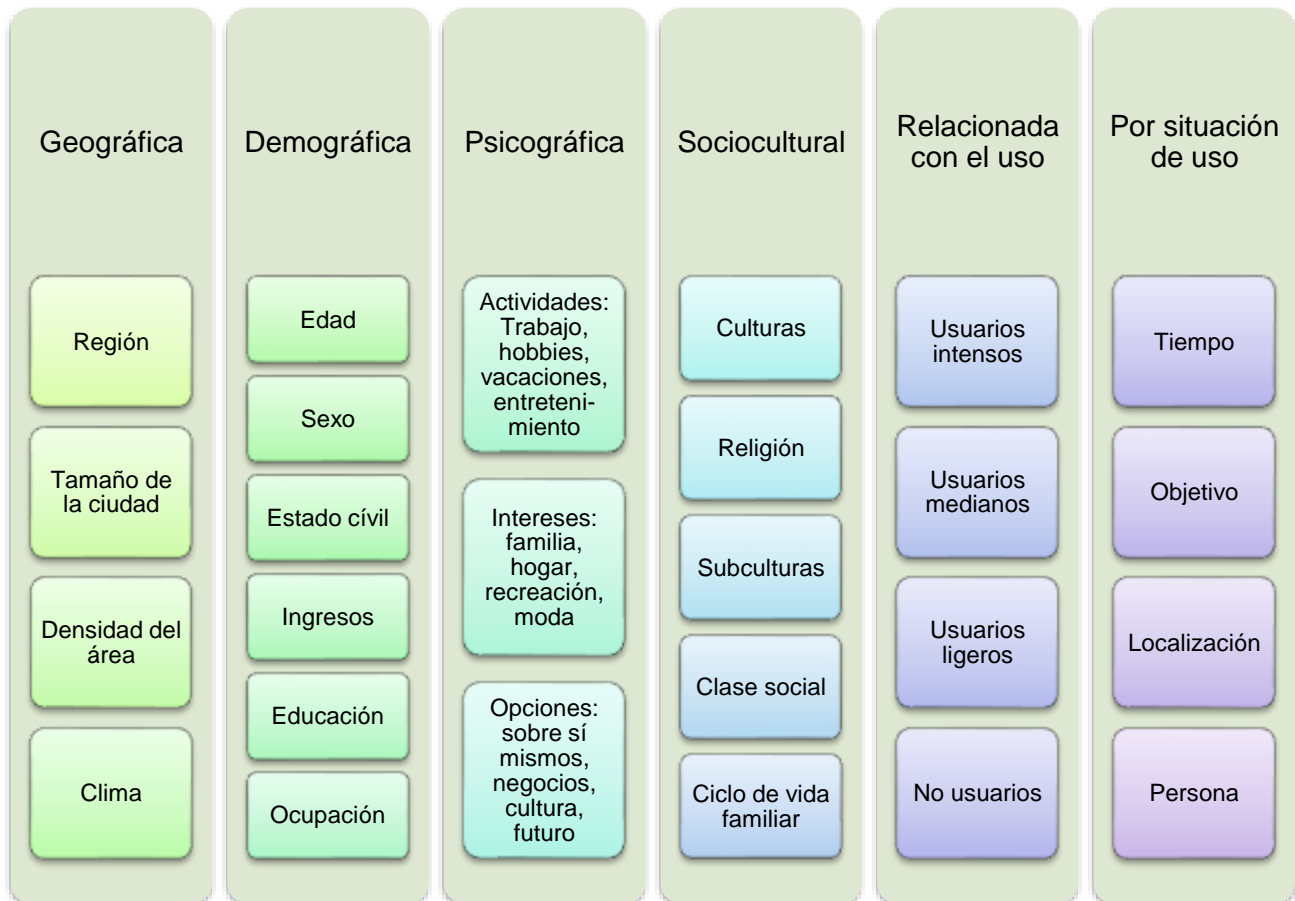 Geográfica
Región
Tamaño de
la ciudad
Densidad del
área
Clima
Demográfica
Edad
Sexo
Estado cívil
Ingresos
Educación
Ocupación
Psicográfica
Actividades:
Trabajo,
hobbies,
vacaciones,
entreteni-
miento
Intereses:
familia,
hogar,
recreación,
moda
Opciones:
sobre sí
mismos,
negocios,
cultura,
futuro
Sociocultural
Culturas
Religión
Subculturas
Clase social
Ciclo de vida
familiar
Relacionada
con el uso
Usuarios
intensos
Usuarios
medianos
Usuarios
ligeros
No usuarios
Por situación
de uso
Tiempo
Objetivo
Localización
Persona